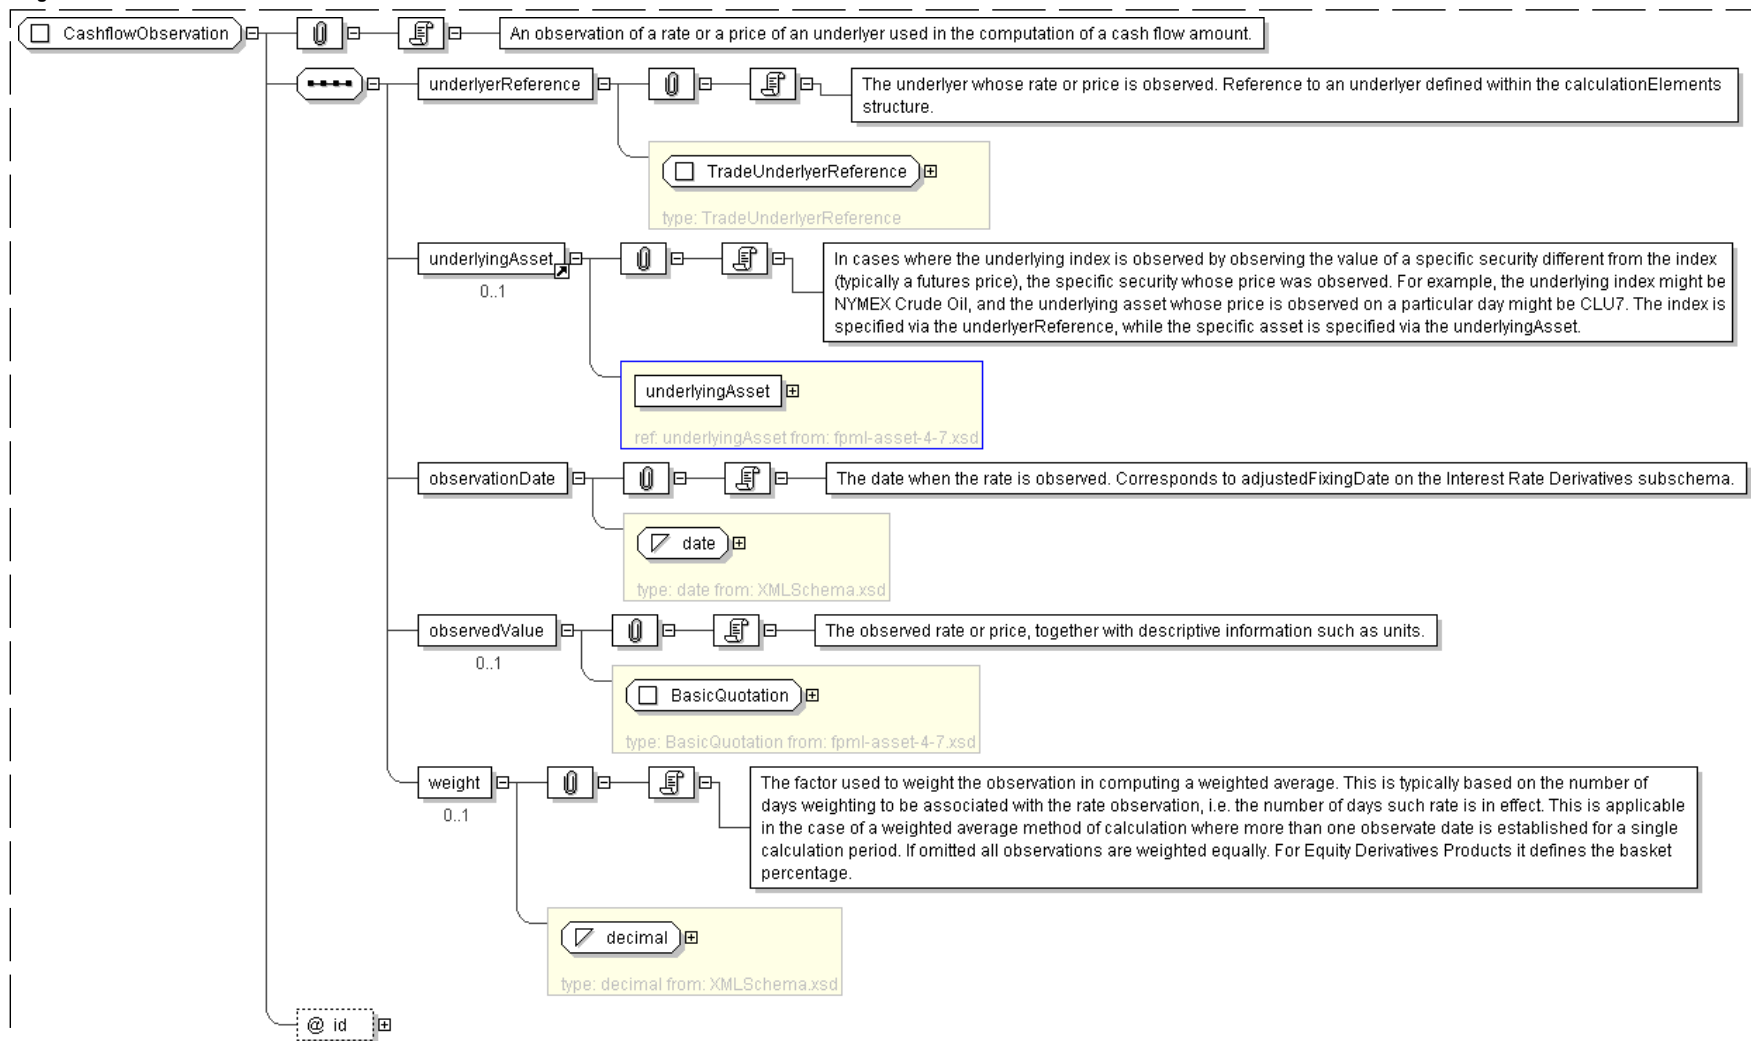 CashflowObservation
An observation of a rate or a price of an underlyer used in the computation of a cash flow amount.
underlyerReference
The underlyer whose rate or price is observed. Reference to an underlyer defined within the calculationElements
structure.
TradeUnderlyerReference
type: TradeUnderlyerReference
underlyingAsset
0..1
In cases where the underlying index is observed by observing the value of a specific security different from the index
(typically a futures price), the specific security whose price was observed. For example, the underlying index might be
NYMEX Crude Oil, and the underlying asset whose price is observed on a particular day might be CLU7. The index is
specified via the underlyerReference, while the specific asset is specified via the underlyingAsset.
underlyingAsset
ref: underlyingAsset from: fpml-asset-4-7.xsd
observationDate
The date when the rate is observed. Corresponds to adjustedFixingDate on the Interest Rate Derivatives subschema.
date
type: date from: XMLSchema.xsd
observedValue
0..1
The observed rate or price, together with descriptive information such as units.
BasicQuotation
type: BasicQuotation from: fpml-asset-4-7.xsd
weight
0..1
The factor used to weight the observation in computing a weighted average. This is typically based on the number of
days weighting to be associated with the rate observation, i.e. the number of days such rate is in effect. This is applicable
in the case of a weighted average method of calculation where more than one observate date is established for a single
calculation period. If omitted all observations are weighted equally. For Equity Derivatives Products it defines the basket
percentage.
decimal
type: decimal from: XMLSchema.xsd
@ id